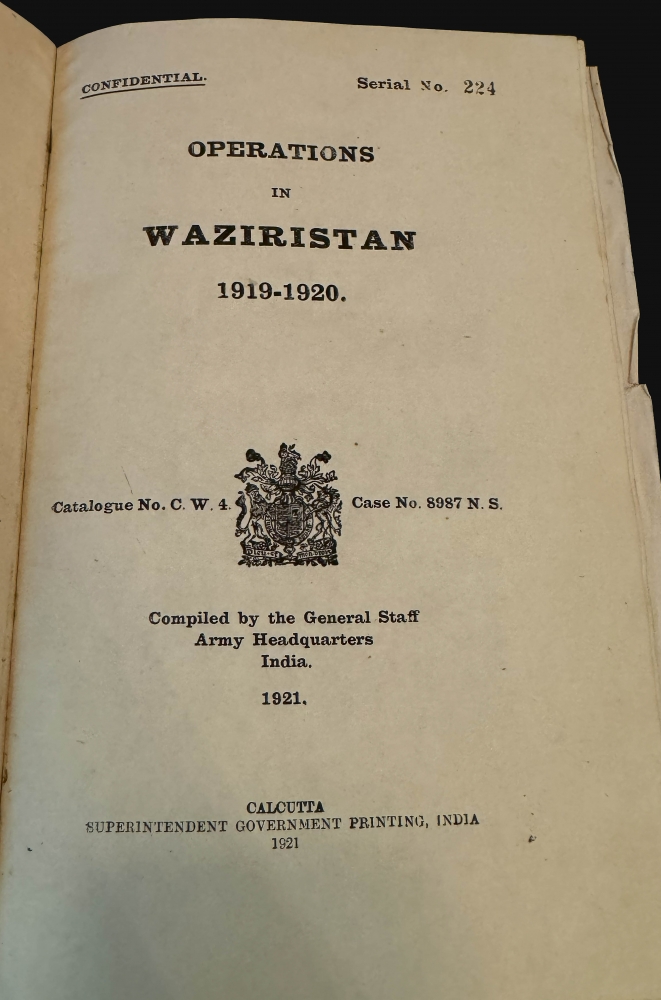 CONFIDENTIAL.
Serial No. 224
OPERATIONS
IN
WAZIRISTAN
1919-1920.
Catalogue No. C. W. 4.
Case No. 8987 N. S.
Compiled by the General Staff
Army Headquarters
India.
1921.
CALCUTTA
SUPERINTENDENT GOVERNMENT PRINTING, INDIA
1921